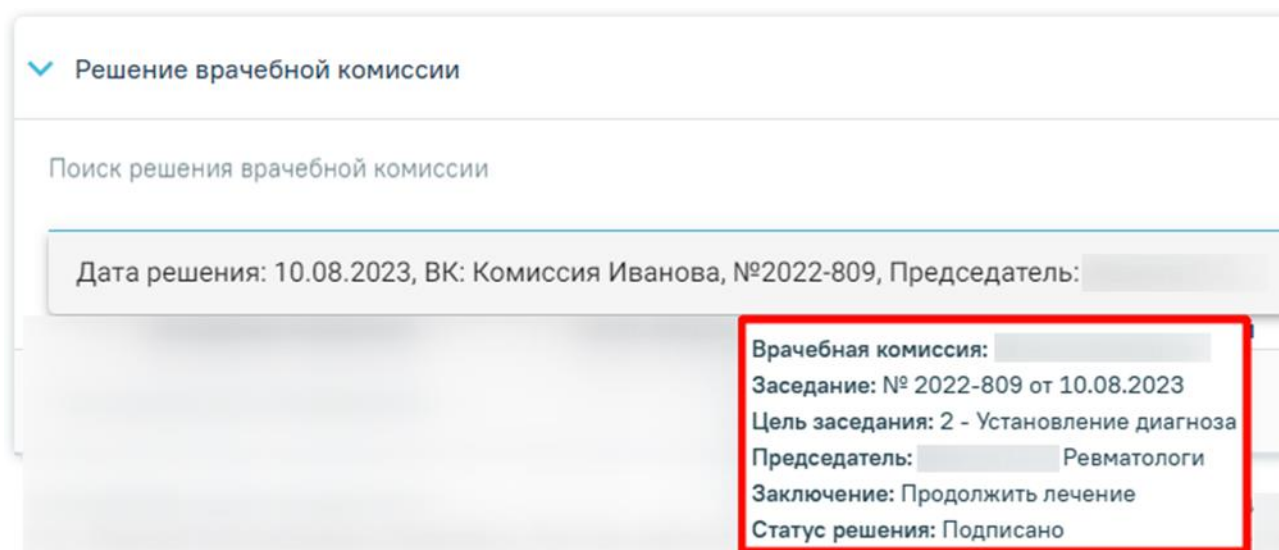 Решение врачебной комиссии
Поиск решения врачебной комиссии
Дата решения: 10.08.2023, ВК: Комиссия Иванова, №2022-809, Председатель:
Врачебная комиссия:
Заседание: № 2022-809 от 10.08.2023
Цель заседания: 2 - Установление диагноза
Председатель: Ревматологи
Заключение: Продолжить лечение
Статус решения: Подписано